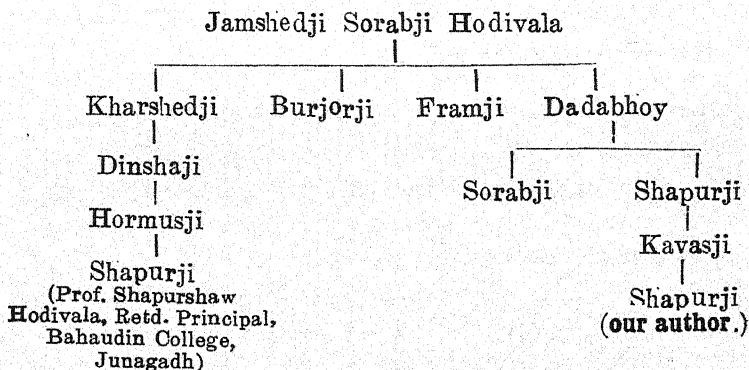 Jamshedji Sorabji Hodivala
Kharshedji Burjorji Framji Dadabhoy
Dinshaji
Sorabji Shapurji
Hormusji
Kavasji
Shapurji
(Prof. Shapurshaw
Hodivala, Retd. Principal,
Bahaudin College,
Junagadh)
Shapurji
(our author.)